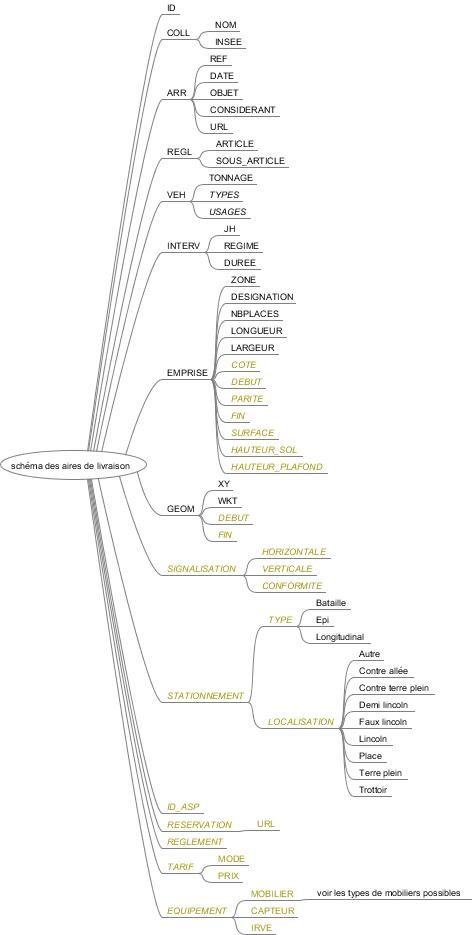 ID
COLL
NOM
INSEE
ARR
REF
DATE
OBJET
CONSIDERANT
URL
REGL
ARTICLE
SOUS_ARTICLE
VEH
TONNAGE
TYPES
USAGES
INTERV
JH
REGIME
DUREE
EMPRISE
ZONE
DESIGNATION
NBPLACES
LONGUEUR
LARGEUR
COTE
DEBUT
PARITE
FIN
SURFACE
HAUTEUR_SOL
HAUTEUR_PLAFOND
schéma des aires de livraison
GEOM
XY
WKT
DEBUT
FIN
SIGNALISATION
HORIZONTALE
VERTICALE
CONFORMITE
STATIONNEMENT
TYPE
Bataille
Epi
Longitudinal
LOCALISATION
Autre
Contre allée
Contre terre plein
Demi lincoln
Faux lincoln
Lincoln
Place
Terre plein
Trottoir
ID_ASP
RESERVATION
URL
REGLEMENT
TARIF
MODE
PRIX
EQUIPEMENT
MOBILIER
voir les types de mobiliers possibles
CAPTEUR
IRVE